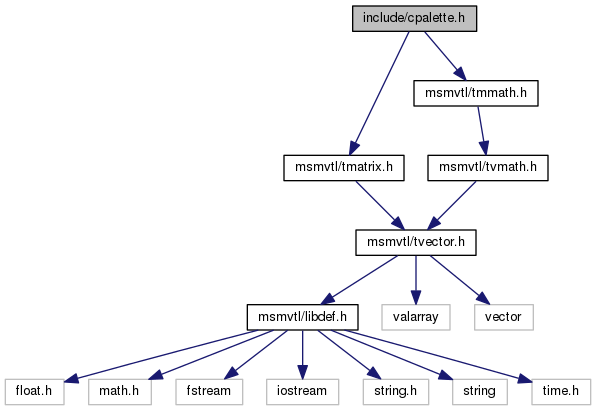 include/cpalette.h
msmvtl/tmmath.h
msmvtl/tmatrix.h
msmvtl/tvmath.h
msmvtl/tvector.h
msmvtl/libdef.h
valarray
vector
float.h
math.h
fstream
iostream
string.h
string
time.h